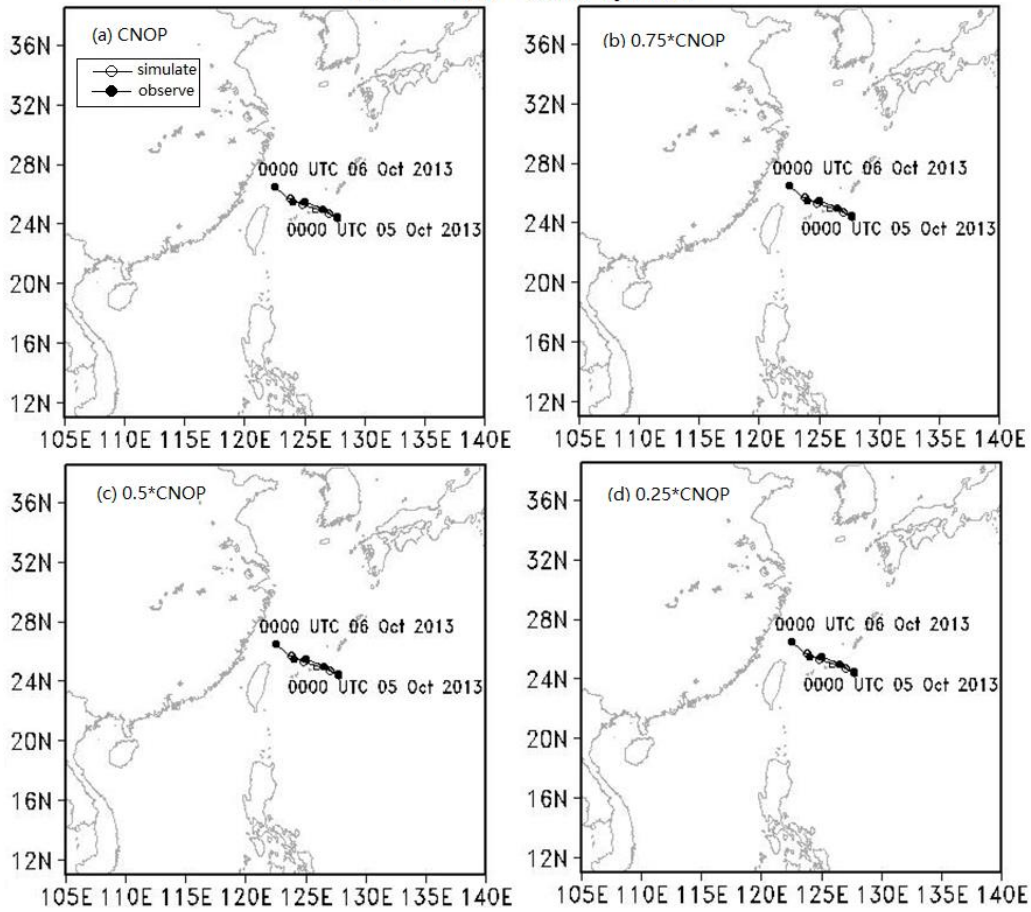 (a) CNOP
simulate
observe
0000 UTC 06 Oct 2013
0000 UTC 05 Oct 2013
36N
32N
28N
24N
20N
16N
12N
105E 110E 115E 120E 125E 130E 135E 140E
(b) 0.75*CNOP
0000 UTC 06 Oct 2013
0000 UTC 05 Oct 2013
36N
32N
28N
24N
20N
16N
12N
105E 110E 115E 120E 125E 130E 135E 140E
(c) 0.5*CNOP
0000 UTC 06 Oct 2013
0000 UTC 05 Oct 2013
36N
32N
28N
24N
20N
16N
12N
105E 110E 115E 120E 125E 130E 135E 140E
(d) 0.25*CNOP
0000 UTC 06 Oct 2013
0000 UTC 05 Oct 2013
36N
32N
28N
24N
20N
16N
12N
105E 110E 115E 120E 125E 130E 135E 140E